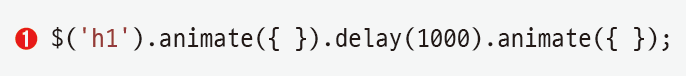 ❶ $('h1').animate({ }).delay(1000).animate({ });